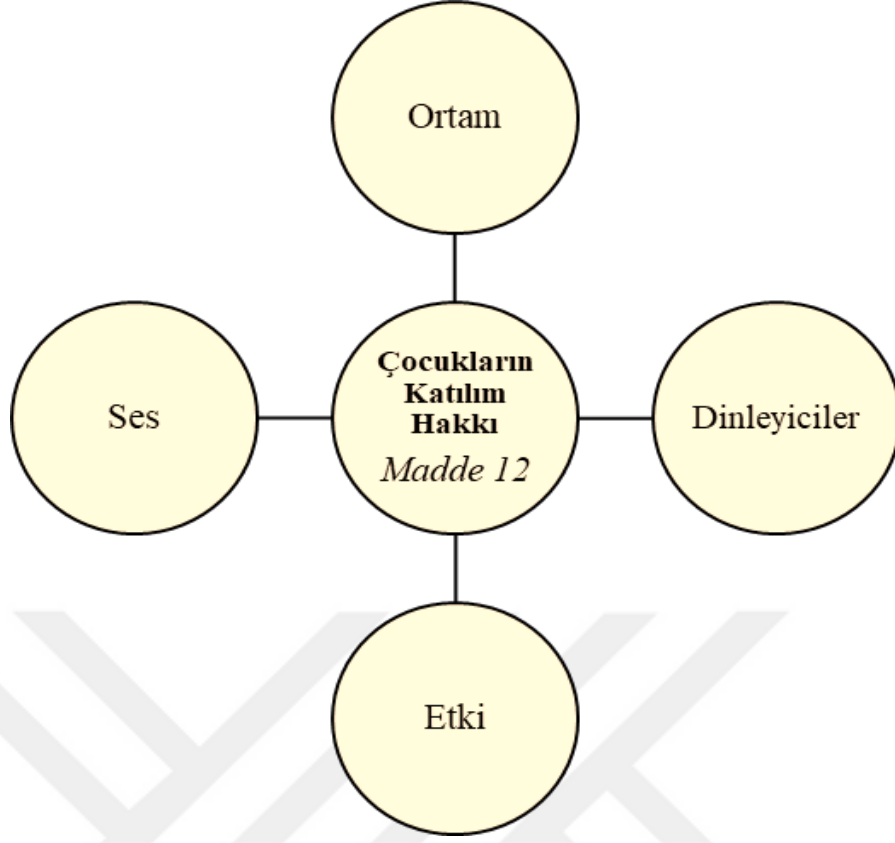 Ortam
Ses
Çocukların
Katılım
Hakkı
Madde 12
Dinleyiciler
Etki